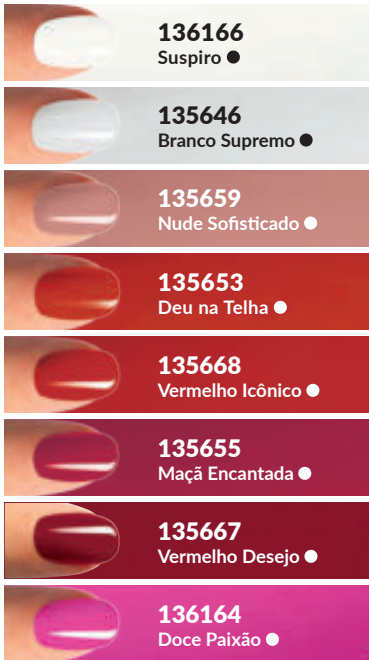 136166
Suspiro
135646
Branco Supremo
135659
Nude Sofisticado
135653
Deu na Telha
135668
Vermelho Icônico
135655
Maçã Encantada
135667
Vermelho Desejo
136164
Doce Paixão